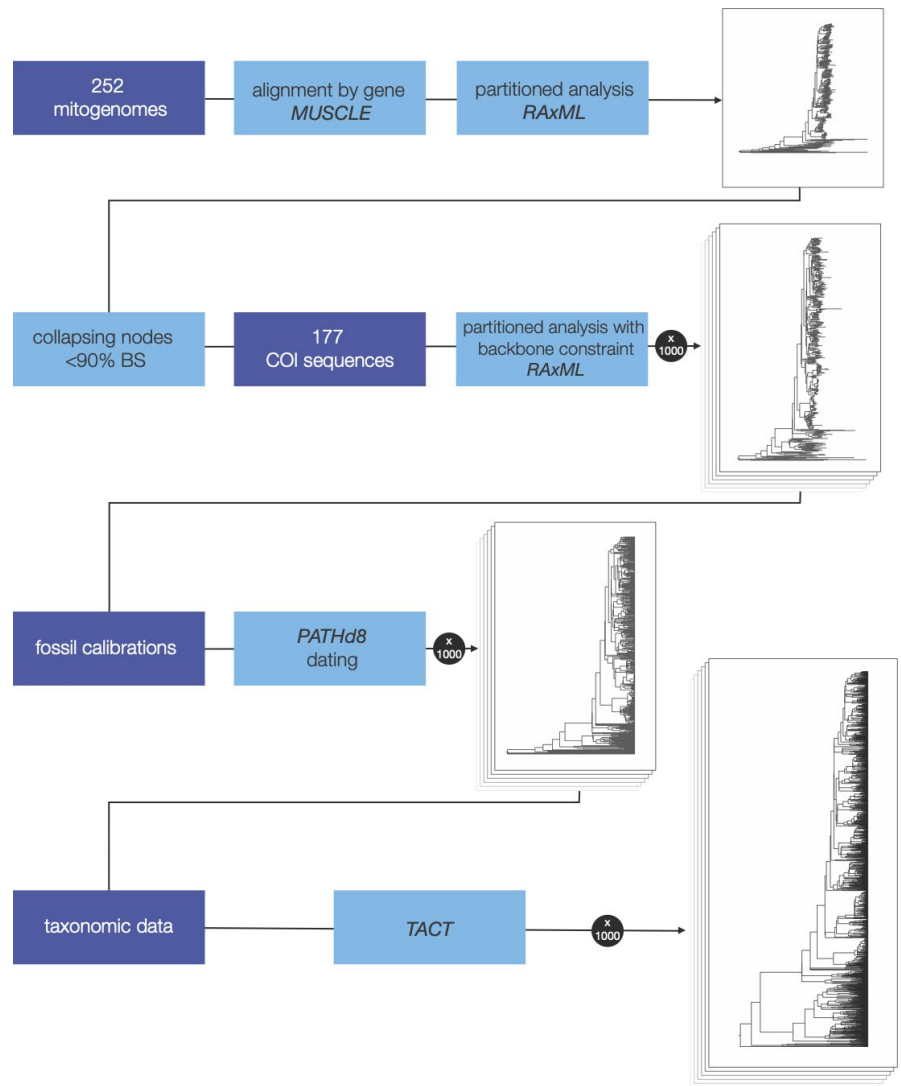 252
mitogenomes
alignment by gene
MUSCLE
partitioned analysis
RAxML
collapsing nodes
<90% BS
177
COI sequences
partitioned analysis with
backbone constraint
RAxML
x
1000
fossil calibrations
PATHd8
dating
x
1000
taxonomic data
TACT
x
1000